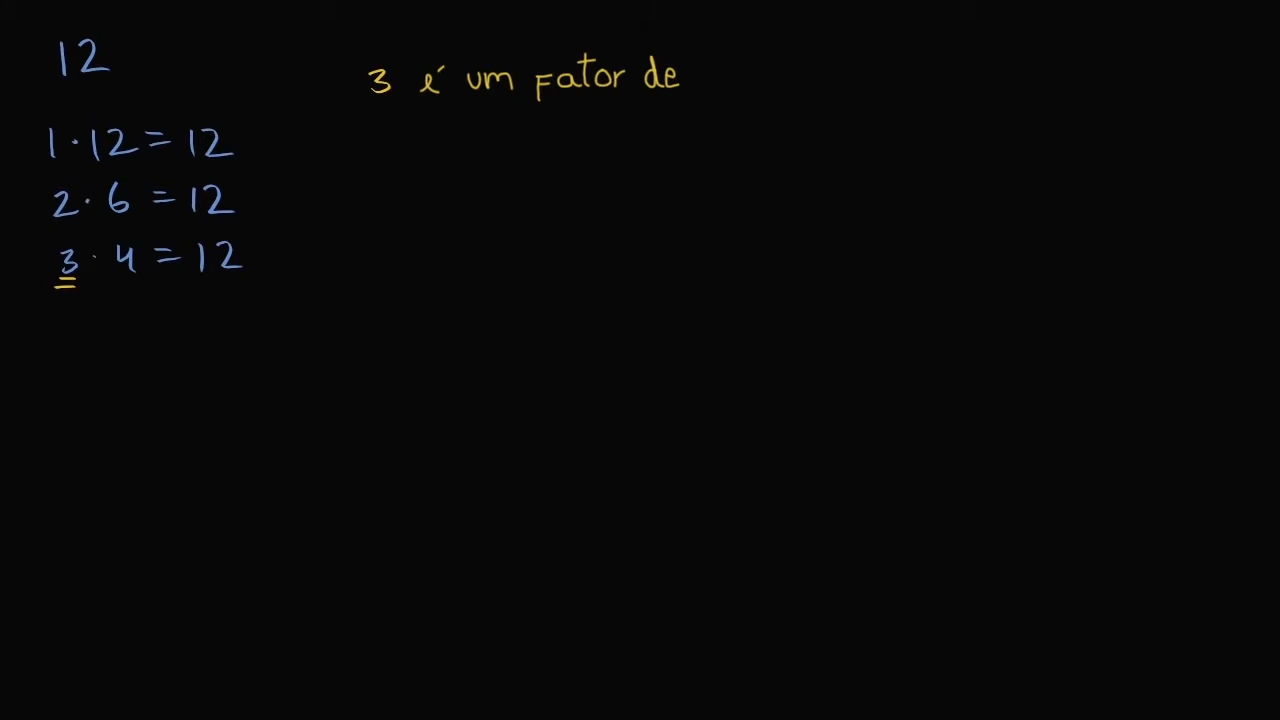 12
3 é um fator de
1 · 12 = 12
2 · 6 = 12
3 · 4 = 12